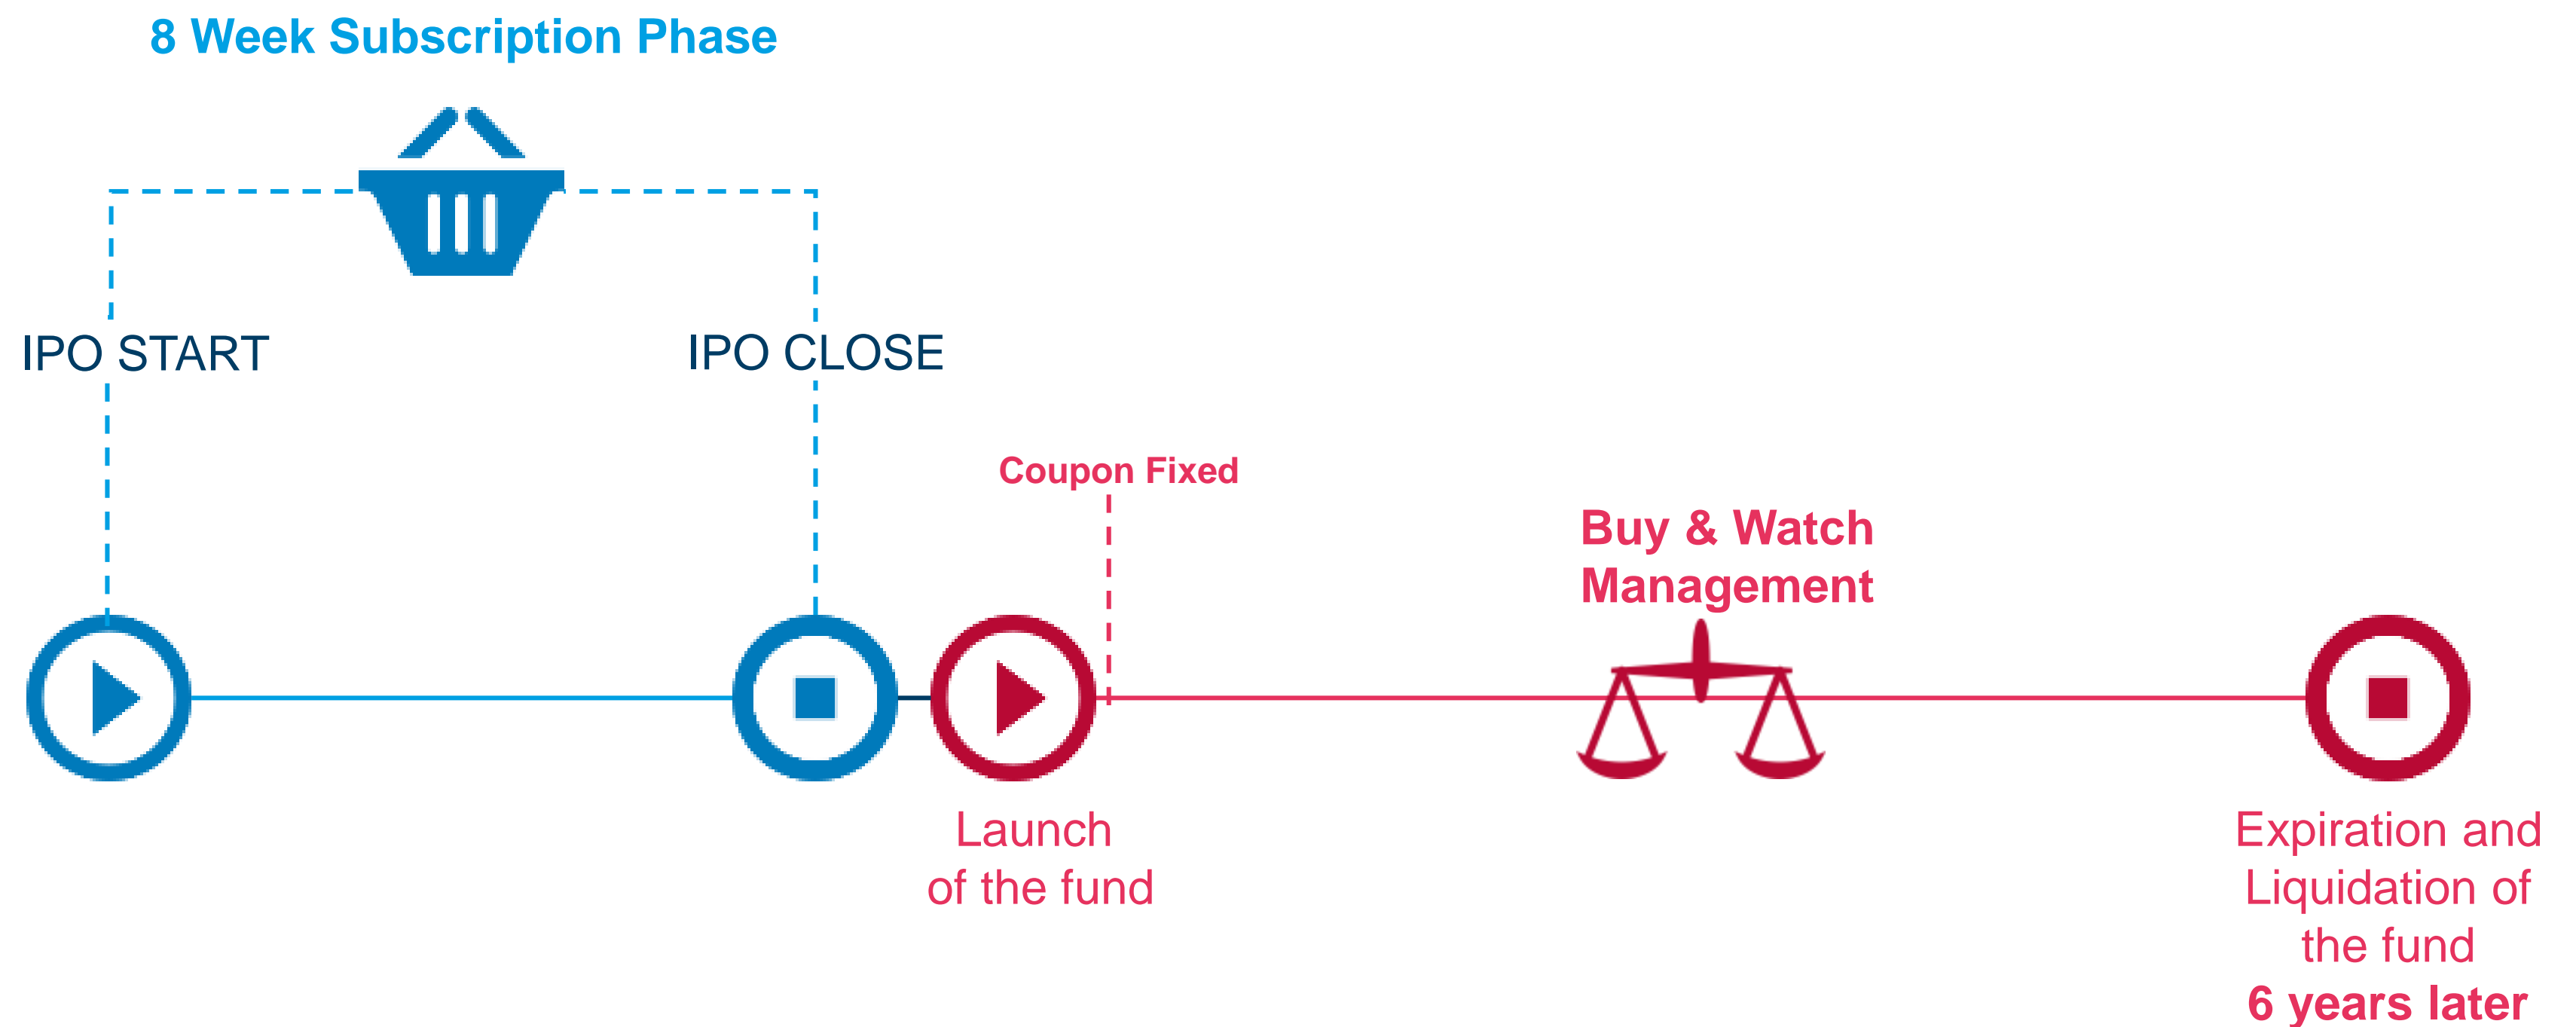 8 Week Subscription Phase
IPO START
IPO CLOSE
Coupon Fixed
Buy & Watch
Management
Launch
of the fund
Expiration and
Liquidation of
the fund
6 years later